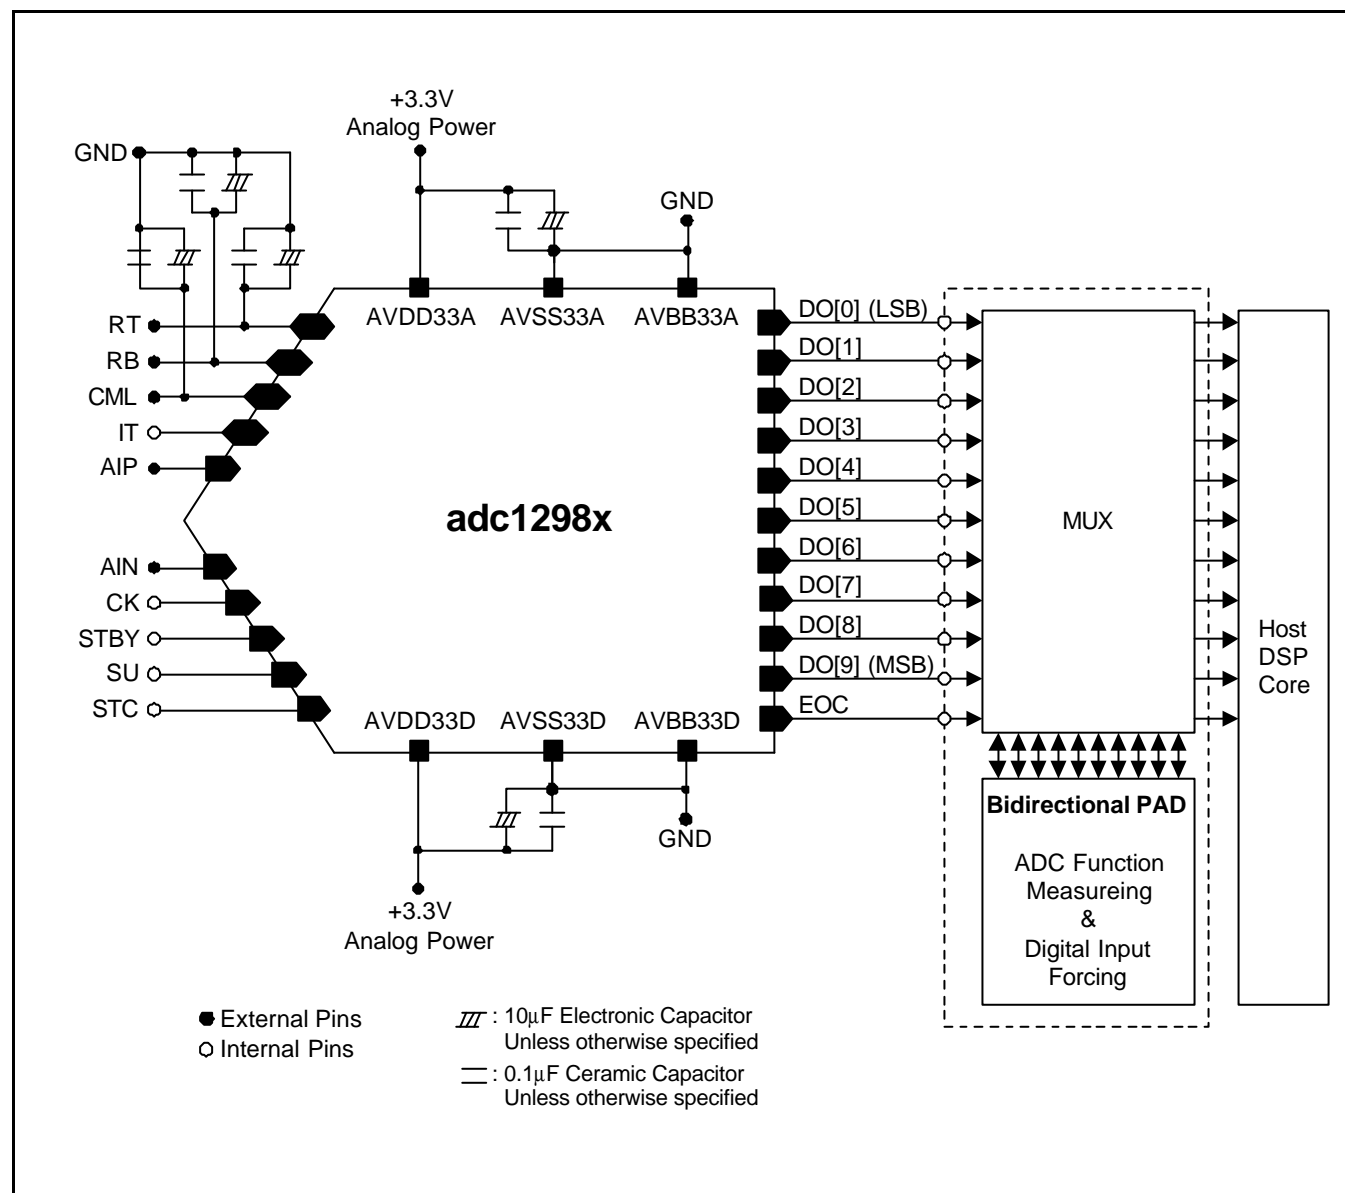 +3.3V
Analog Power
GND
GND
AVDD33A
AVSS33A
AVBB33A
RT
RB
CML
IT
AIP
AIN
CK
STBY
SU
STC
adc1298x
DO[0] (LSB)
DO[1]
DO[2]
DO[3]
DO[4]
DO[5]
DO[6]
DO[7]
DO[8]
DO[9] (MSB)
EOC
MUX
Host
DSP
Core
AVDD33D
AVSS33D
AVBB33D
GND
+3.3V
Analog Power
Bidirectional PAD
ADC Function
Measureing
&
Digital Input
Forcing
External Pins
Internal Pins
: 10μF Electronic Capacitor
Unless otherwise specified
: 0.1μF Ceramic Capacitor
Unless otherwise specified